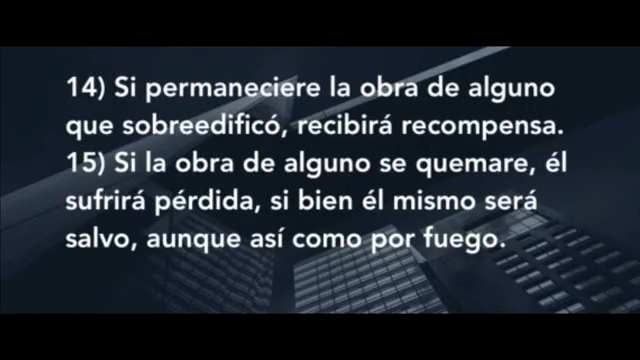 14) Si permaneciere la obra de alguno
que sobreedificó, recibirá recompensa.
15) Si la obra de alguno se quemare, él
sufrirá pérdida, si bien él mismo será
salvo, aunque así como por fuego.